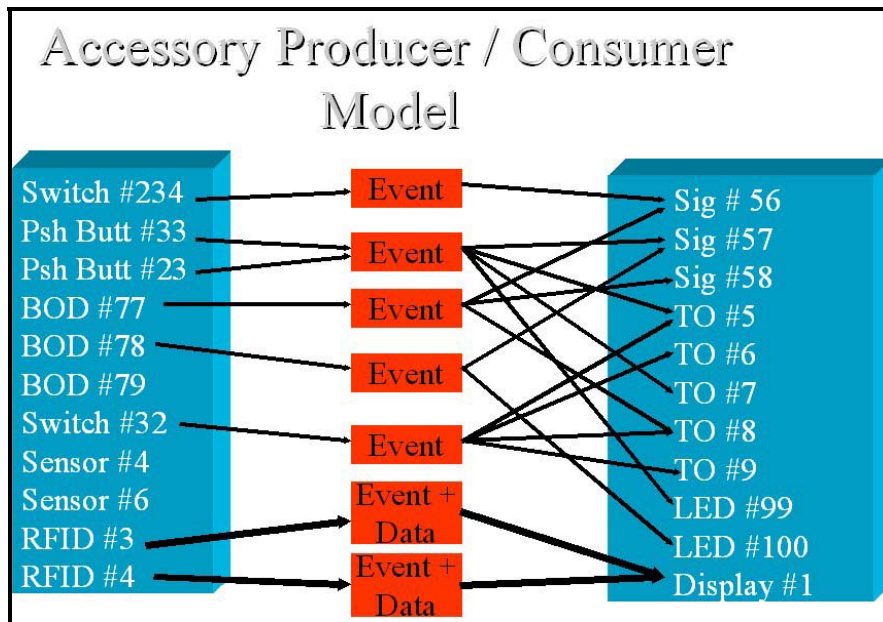 Accessory Producer / Consumer
Model
Switch #234
Psh Butt #33
Psh Butt #23
BOD #77
BOD #78
BOD #79
Switch #32
Sensor #4
Sensor #6
RFID #3
RFID #4
Event
Event
Event
Event
Event
Event +
Data
Event +
Data
Sig # 56
Sig #57
Sig #58
TO #5
TO #6
TO #7
TO #8
TO #9
LED #99
LED #100
Display #1